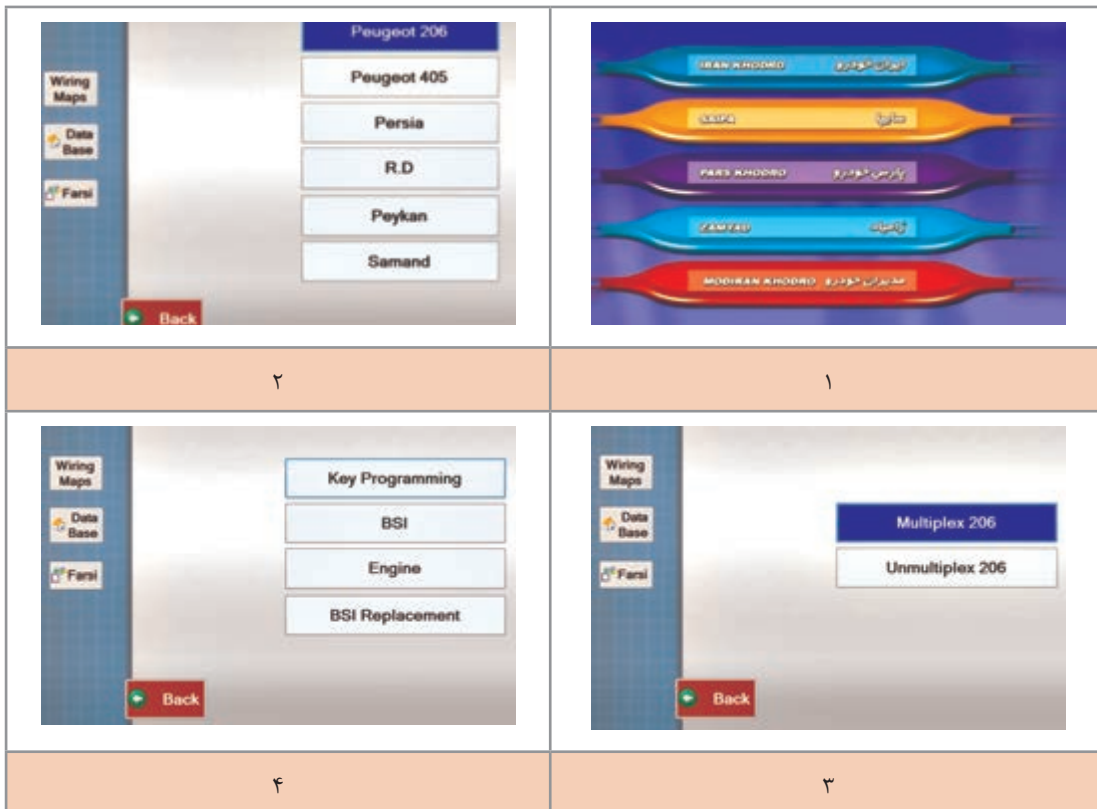 IRAN KHODRO ایران خودرو
SAIPA سایپا
PARS KHODRO پارس خودرو
ZAMYAD زامیاد
MODIRAN KHODRO مدیران خودرو
۱
Peugeot 206
Peugeot 405
Persia
R.D
Peykan
Samand
Wiring
Maps
Data
Base
Farsi
Back
۲
Wiring
Maps
Data
Base
Farsi
Multiplex 206
Unmultiplex 206
Back
۳
Wiring
Maps
Data
Base
Farsi
Key Programming
BSI
Engine
BSI Replacement
Back
۴